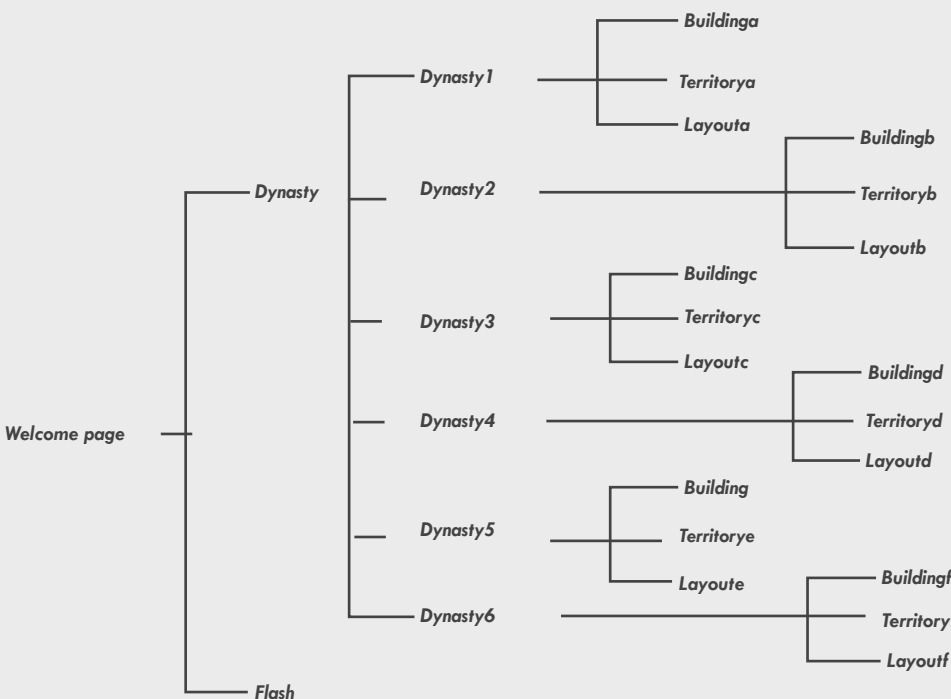 Welcome page
Dynasty
Flash
Dynasty1
Buildinga
Territorya
Layouta
Dynasty2
Buildingb
Territoryb
Layoutb
Dynasty3
Buildingc
Territoryc
Layoutc
Dynasty4
Buildingd
Territoryd
Layoutd
Dynasty5
Building
Territorye
Layoute
Dynasty6
Buildingf
Territory
Layoutf